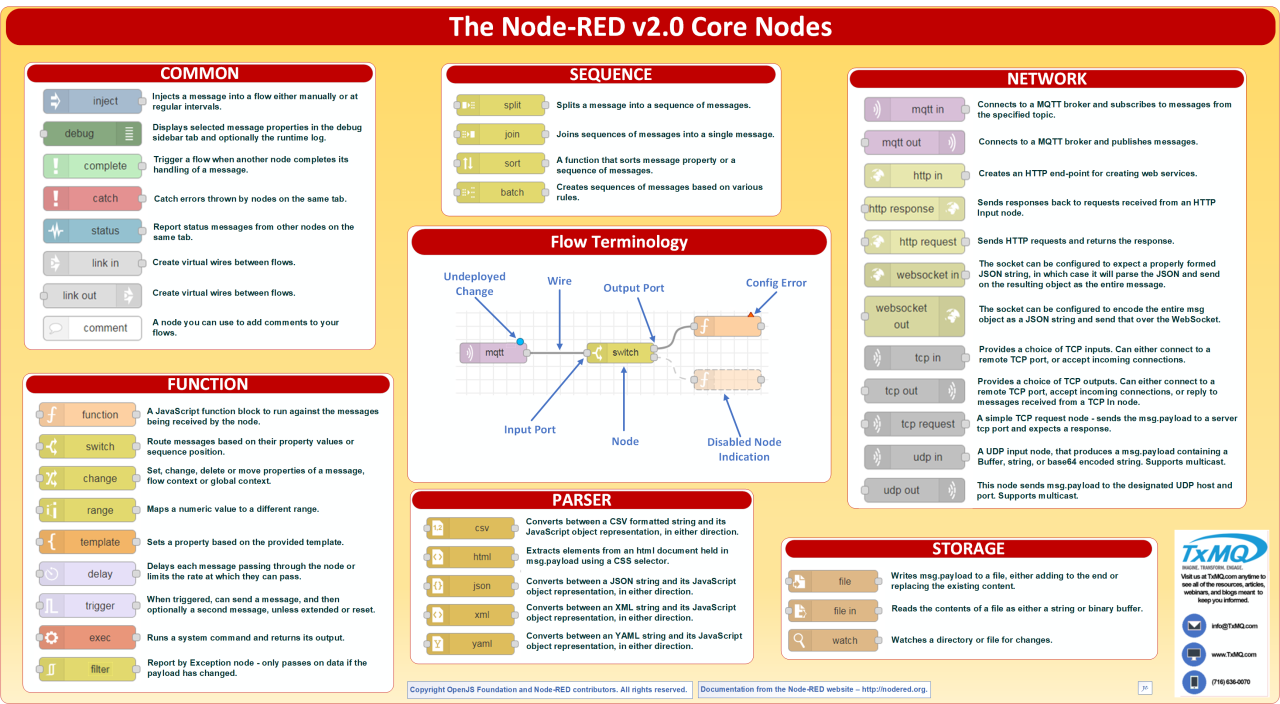 The Node-RED v2.0 Core Nodes
COMMON
inject
Injects a message into a flow either manually or at
regular intervals.
debug
Displays selected message properties in the debug
sidebar tab and optionally the runtime log.
complete
Trigger a flow when another node completes its
handling of a message.
catch
Catch errors thrown by nodes on the same tab.
status
Report status messages from other nodes on the
same tab.
link in
Create virtual wires between flows.
link out
Create virtual wires between flows.
comment
A node you can use to add comments to your
flows.
FUNCTION
function
A JavaScript function block to run against the messages
being received by the node.
switch
Route messages based on their property values or
sequence position.
change
Set, change, delete or move properties of a message,
flow context or global context.
range
Maps a numeric value to a different range.
template
Sets a property based on the provided template.
delay
Delays each message passing through the node or
limits the rate at which they can pass.
trigger
When triggered, can send a message, and then
optionally a second message, unless extended or reset.
exec
Runs a system command and returns its output.
filter
Report by Exception node - only passes on data if the
payload has changed.
SEQUENCE
split
Splits a message into a sequence of messages.
join
Joins sequences of messages into a single message.
sort
A function that sorts message property or a
sequence of messages.
batch
Creates sequences of messages based on various
rules.
Flow Terminology
Undeployed
Change
Wire
Output Port
Config Error
mqtt
switch
Input Port
Node
Disabled Node
Indication
PARSER
csv
Converts between a CSV formatted string and its
JavaScript object representation, in either direction.
html
Extracts elements from an html document held in
msg.payload using a CSS selector.
json
Converts between a JSON string and its JavaScript
object representation, in either direction.
xml
Converts between an XML string and its JavaScript
object representation, in either direction.
yaml
Converts between an YAML string and its JavaScript
object representation, in either direction.
NETWORK
mqtt in
Connects to a MQTT broker and subscribes to messages from
the specified topic.
mqtt out
Connects to a MQTT broker and publishes messages.
http in
Creates an HTTP end-point for creating web services.
http response
Sends responses back to requests received from an HTTP
Input node.
http request
Sends HTTP requests and returns the response.
websocket in
The socket can be configured to expect a properly formed
JSON string, in which case it will parse the JSON and send
on the resulting object as the entire message.
websocket
out
The socket can be configured to encode the entire msg
object as a JSON string and send that over the WebSocket.
tcp in
Provides a choice of TCP inputs. Can either connect to a
remote TCP port, or accept incoming connections.
tcp out
Provides a choice of TCP outputs. Can either connect to a
remote TCP port, accept incoming connections, or reply to
messages received from a TCP In node.
tcp request
A simple TCP request node - sends the msg.payload to a server
tcp port and expects a response.
udp in
A UDP input node, that produces a msg.payload containing a
Buffer, string, or base64 encoded string. Supports multicast.
udp out
This node sends msg.payload to the designated UDP host and
port. Supports multicast.
STORAGE
file
Writes msg.payload to a file, either adding to the end or
replacing the existing content.
file in
Reads the contents of a file as either a string or binary buffer.
watch
Watches a directory or file for changes.
TxMQ
IMAGINE. TRANSFORM. ENGAGE.
Visit us at TxMQ.com anytime to
see all of the resources, articles,
webinars, and blogs meant to
keep you informed.
info@TxMQ.com
www.TxMQ.com
(716) 636-0070
Copyright OpenJS Foundation and Node-RED contributors. All rights reserved.
Documentation from the Node-RED website – http://nodered.org.